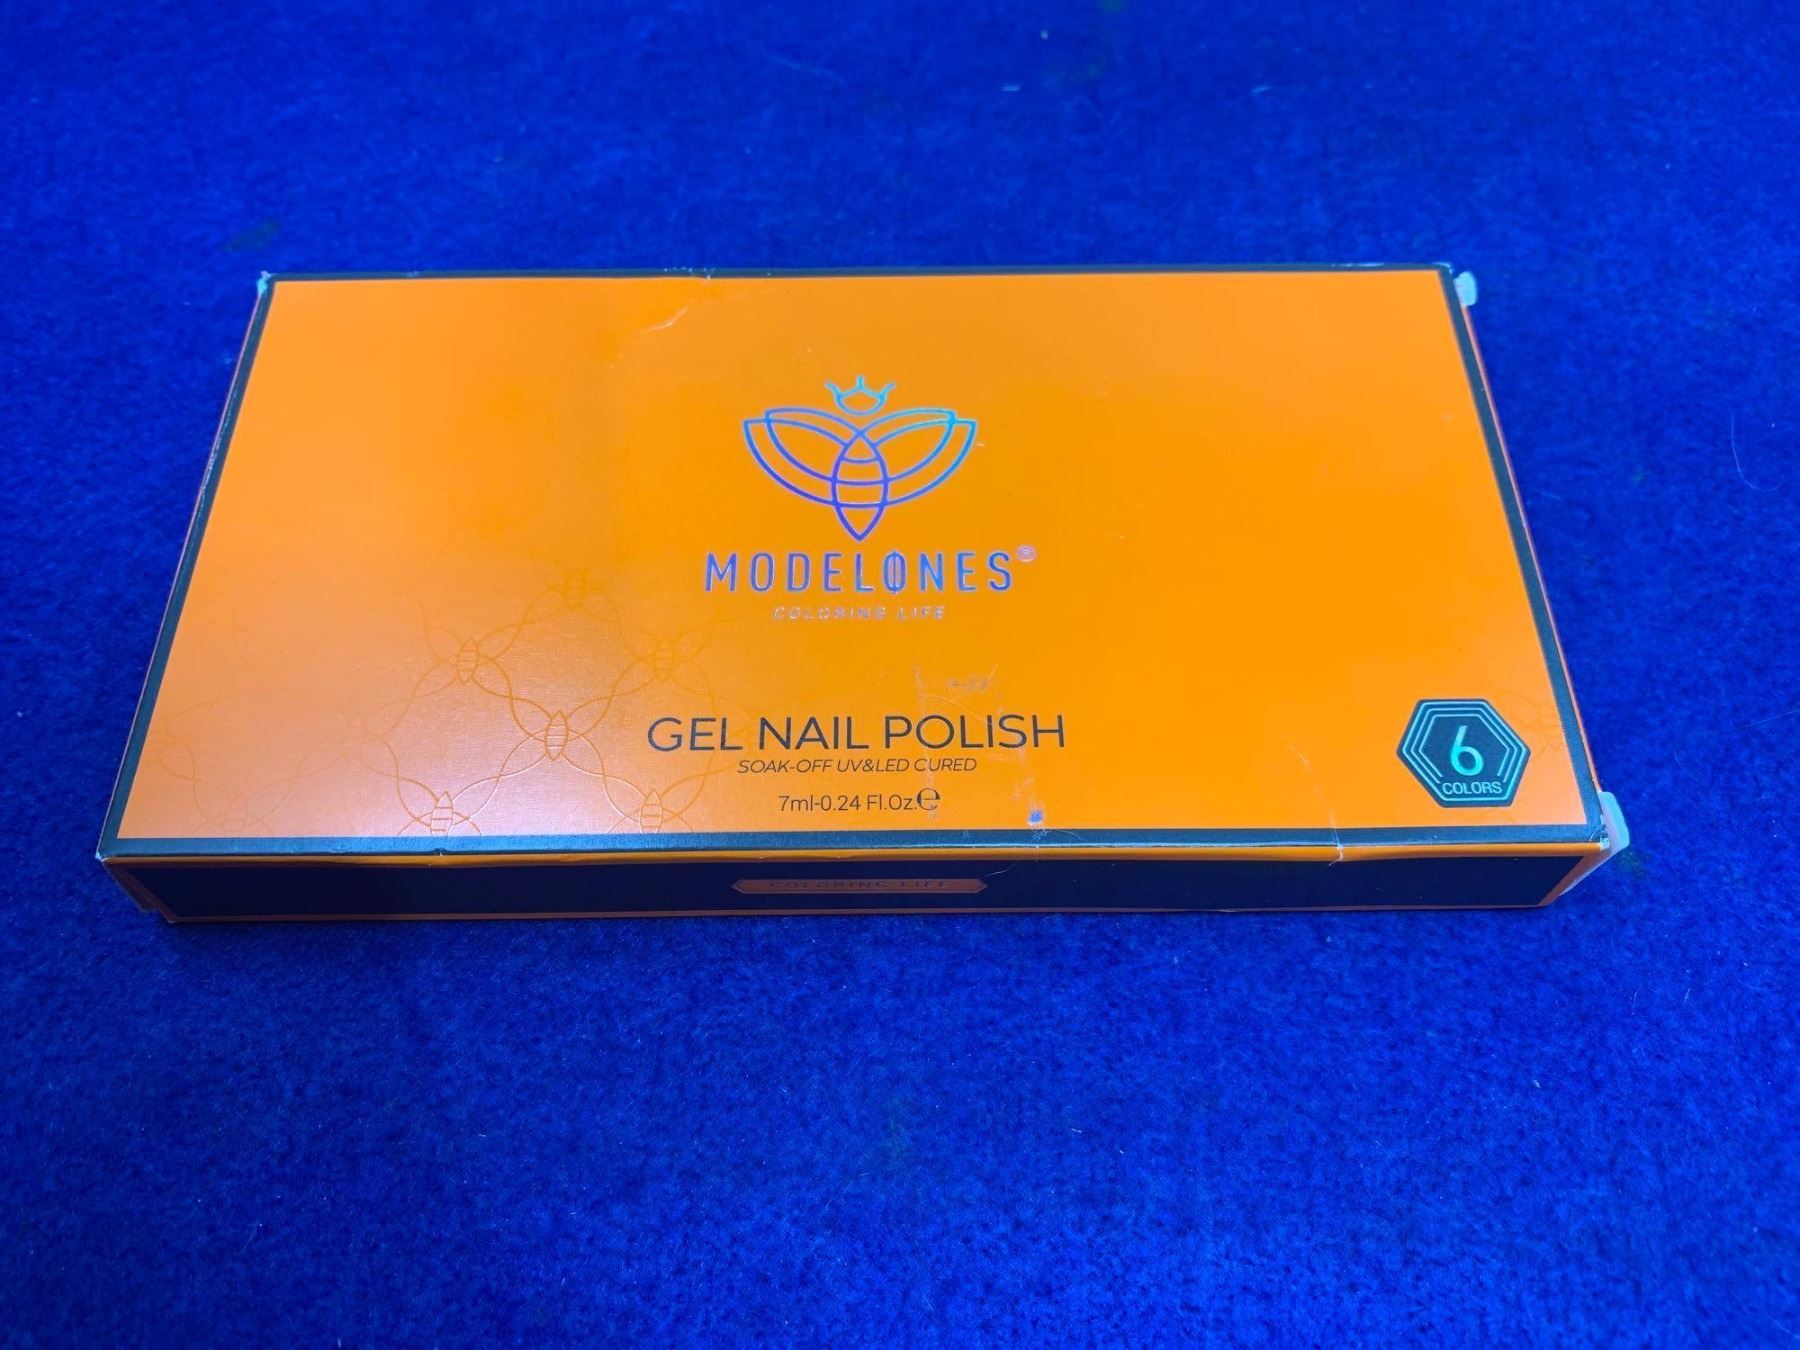 MODELONES®
COLORING LIFE
GEL NAIL POLISH
SOAK-OFF UV&LED CURED
7ml-0.24 Fl.Oz.℮
6
COLORS
COLORING LIFE